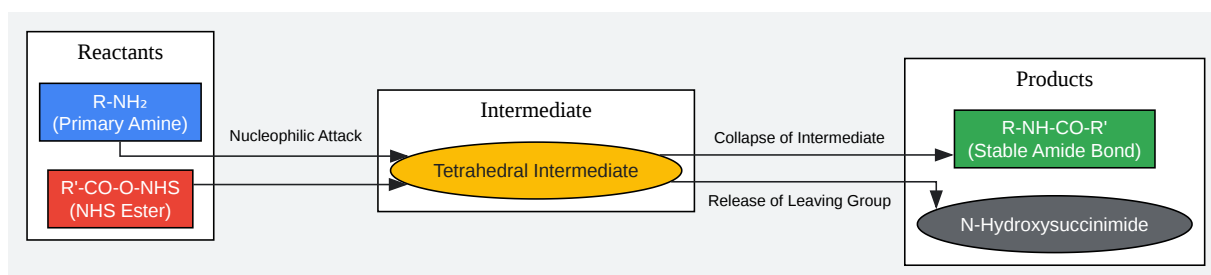 Reactants
R-NH₂
(Primary Amine)
R'-CO-O-NHS
(NHS Ester)
Nucleophilic Attack
Intermediate
Tetrahedral Intermediate
Collapse of Intermediate
Release of Leaving Group
Products
R-NH-CO-R'
(Stable Amide Bond)
N-Hydroxysuccinimide